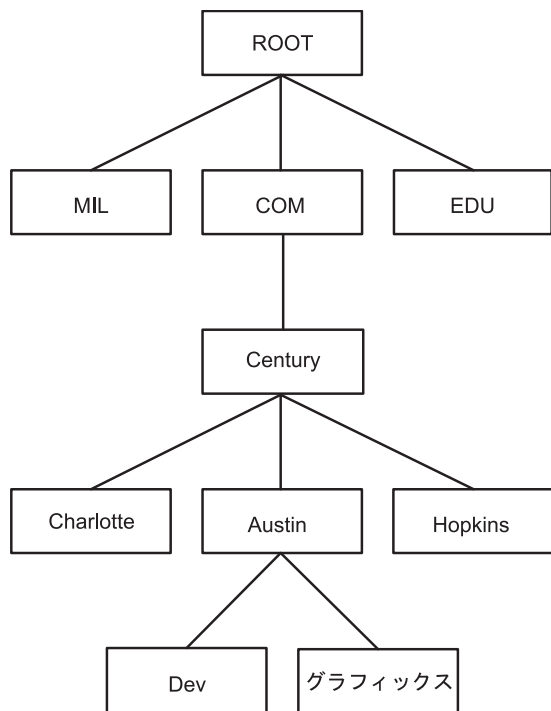 ROOT
MIL
COM
EDU
Century
Charlotte
Austin
Hopkins
Dev
グラフィックス